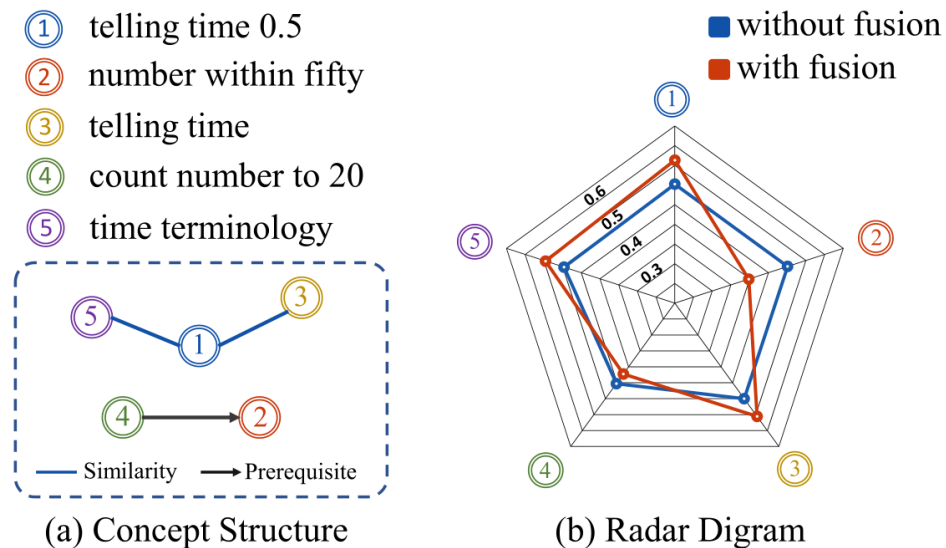 1 telling time 0.5
2 number within fifty
3 telling time
4 count number to 20
5 time terminology
5
3
1
4
2
Similarity
Prerequisite
(a) Concept Structure
without fusion
with fusion
1
0.6
0.5
0.4
0.3
5
2
4
3
(b) Radar Digram